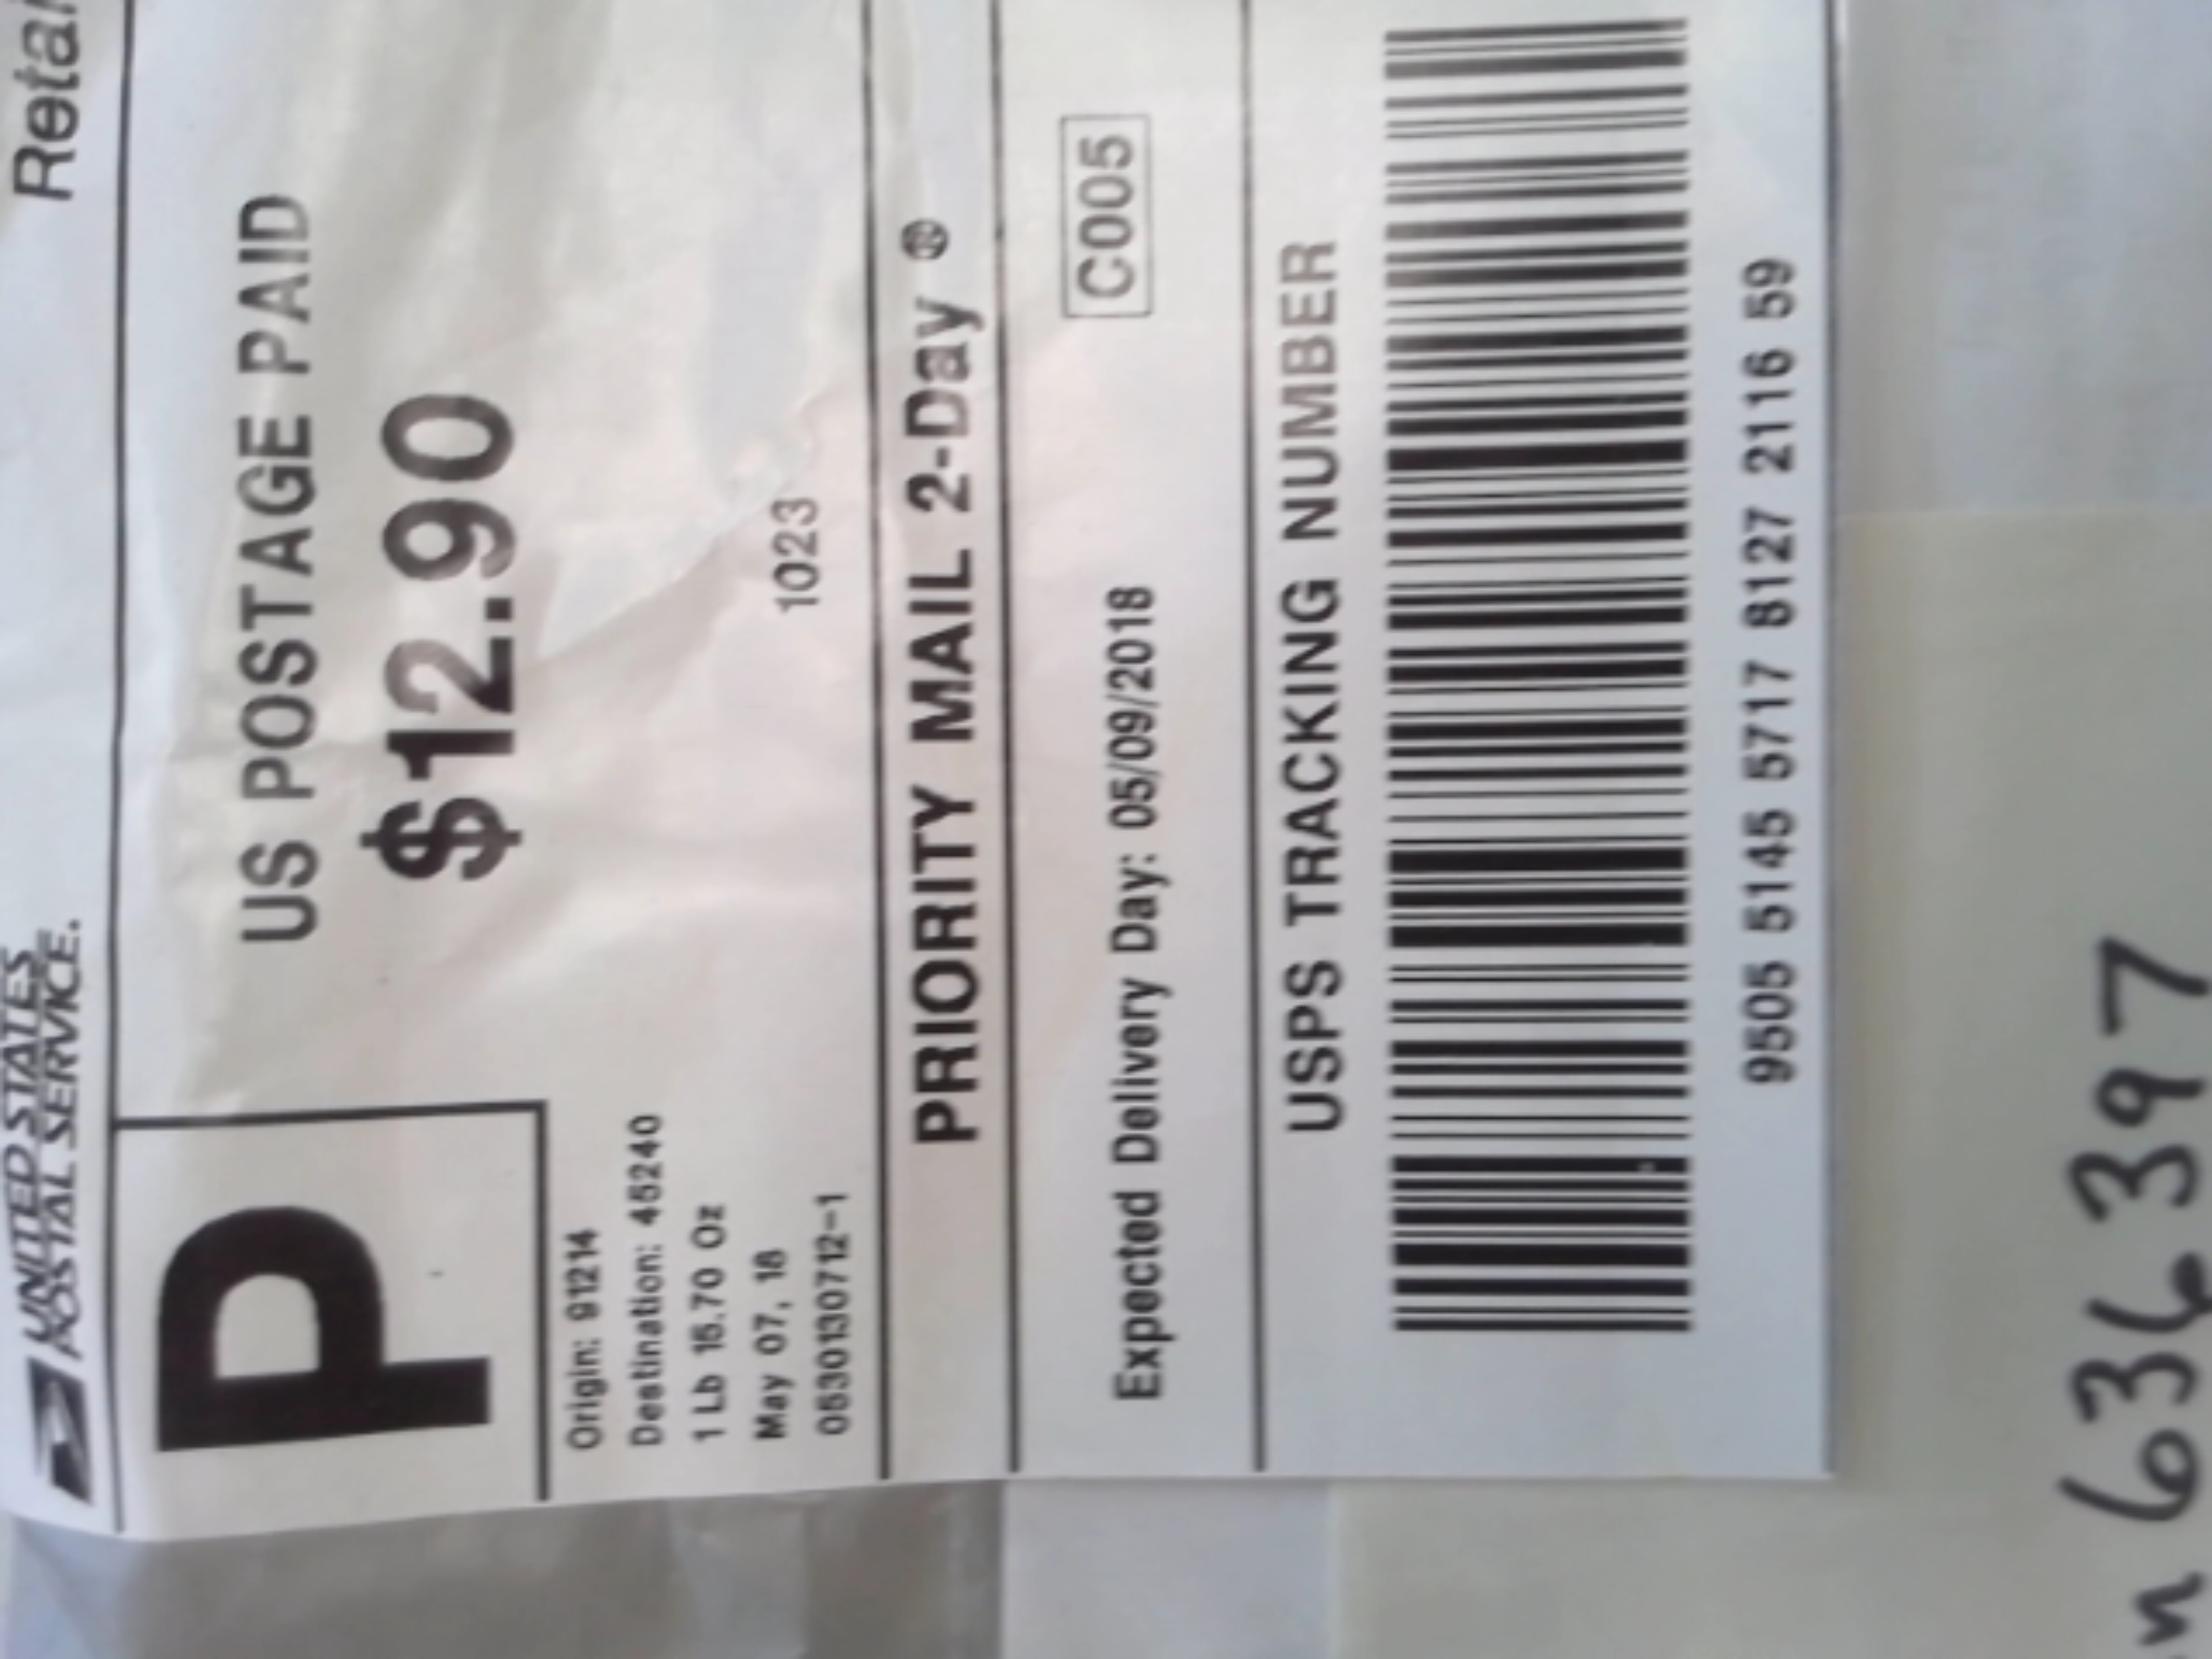 UNITED STATES
POSTAL SERVICE.
Retai
P
US POSTAGE PAID
$12.90
Origin: 91214
Destination: 45240
1 Lb 15.70 Oz
May 07, 18
0530130712-1
1023
PRIORITY MAIL 2-Day ®
Expected Delivery Day: 05/09/2018
C005
USPS TRACKING NUMBER
9505 5145 5717 8127 2116 59
636397